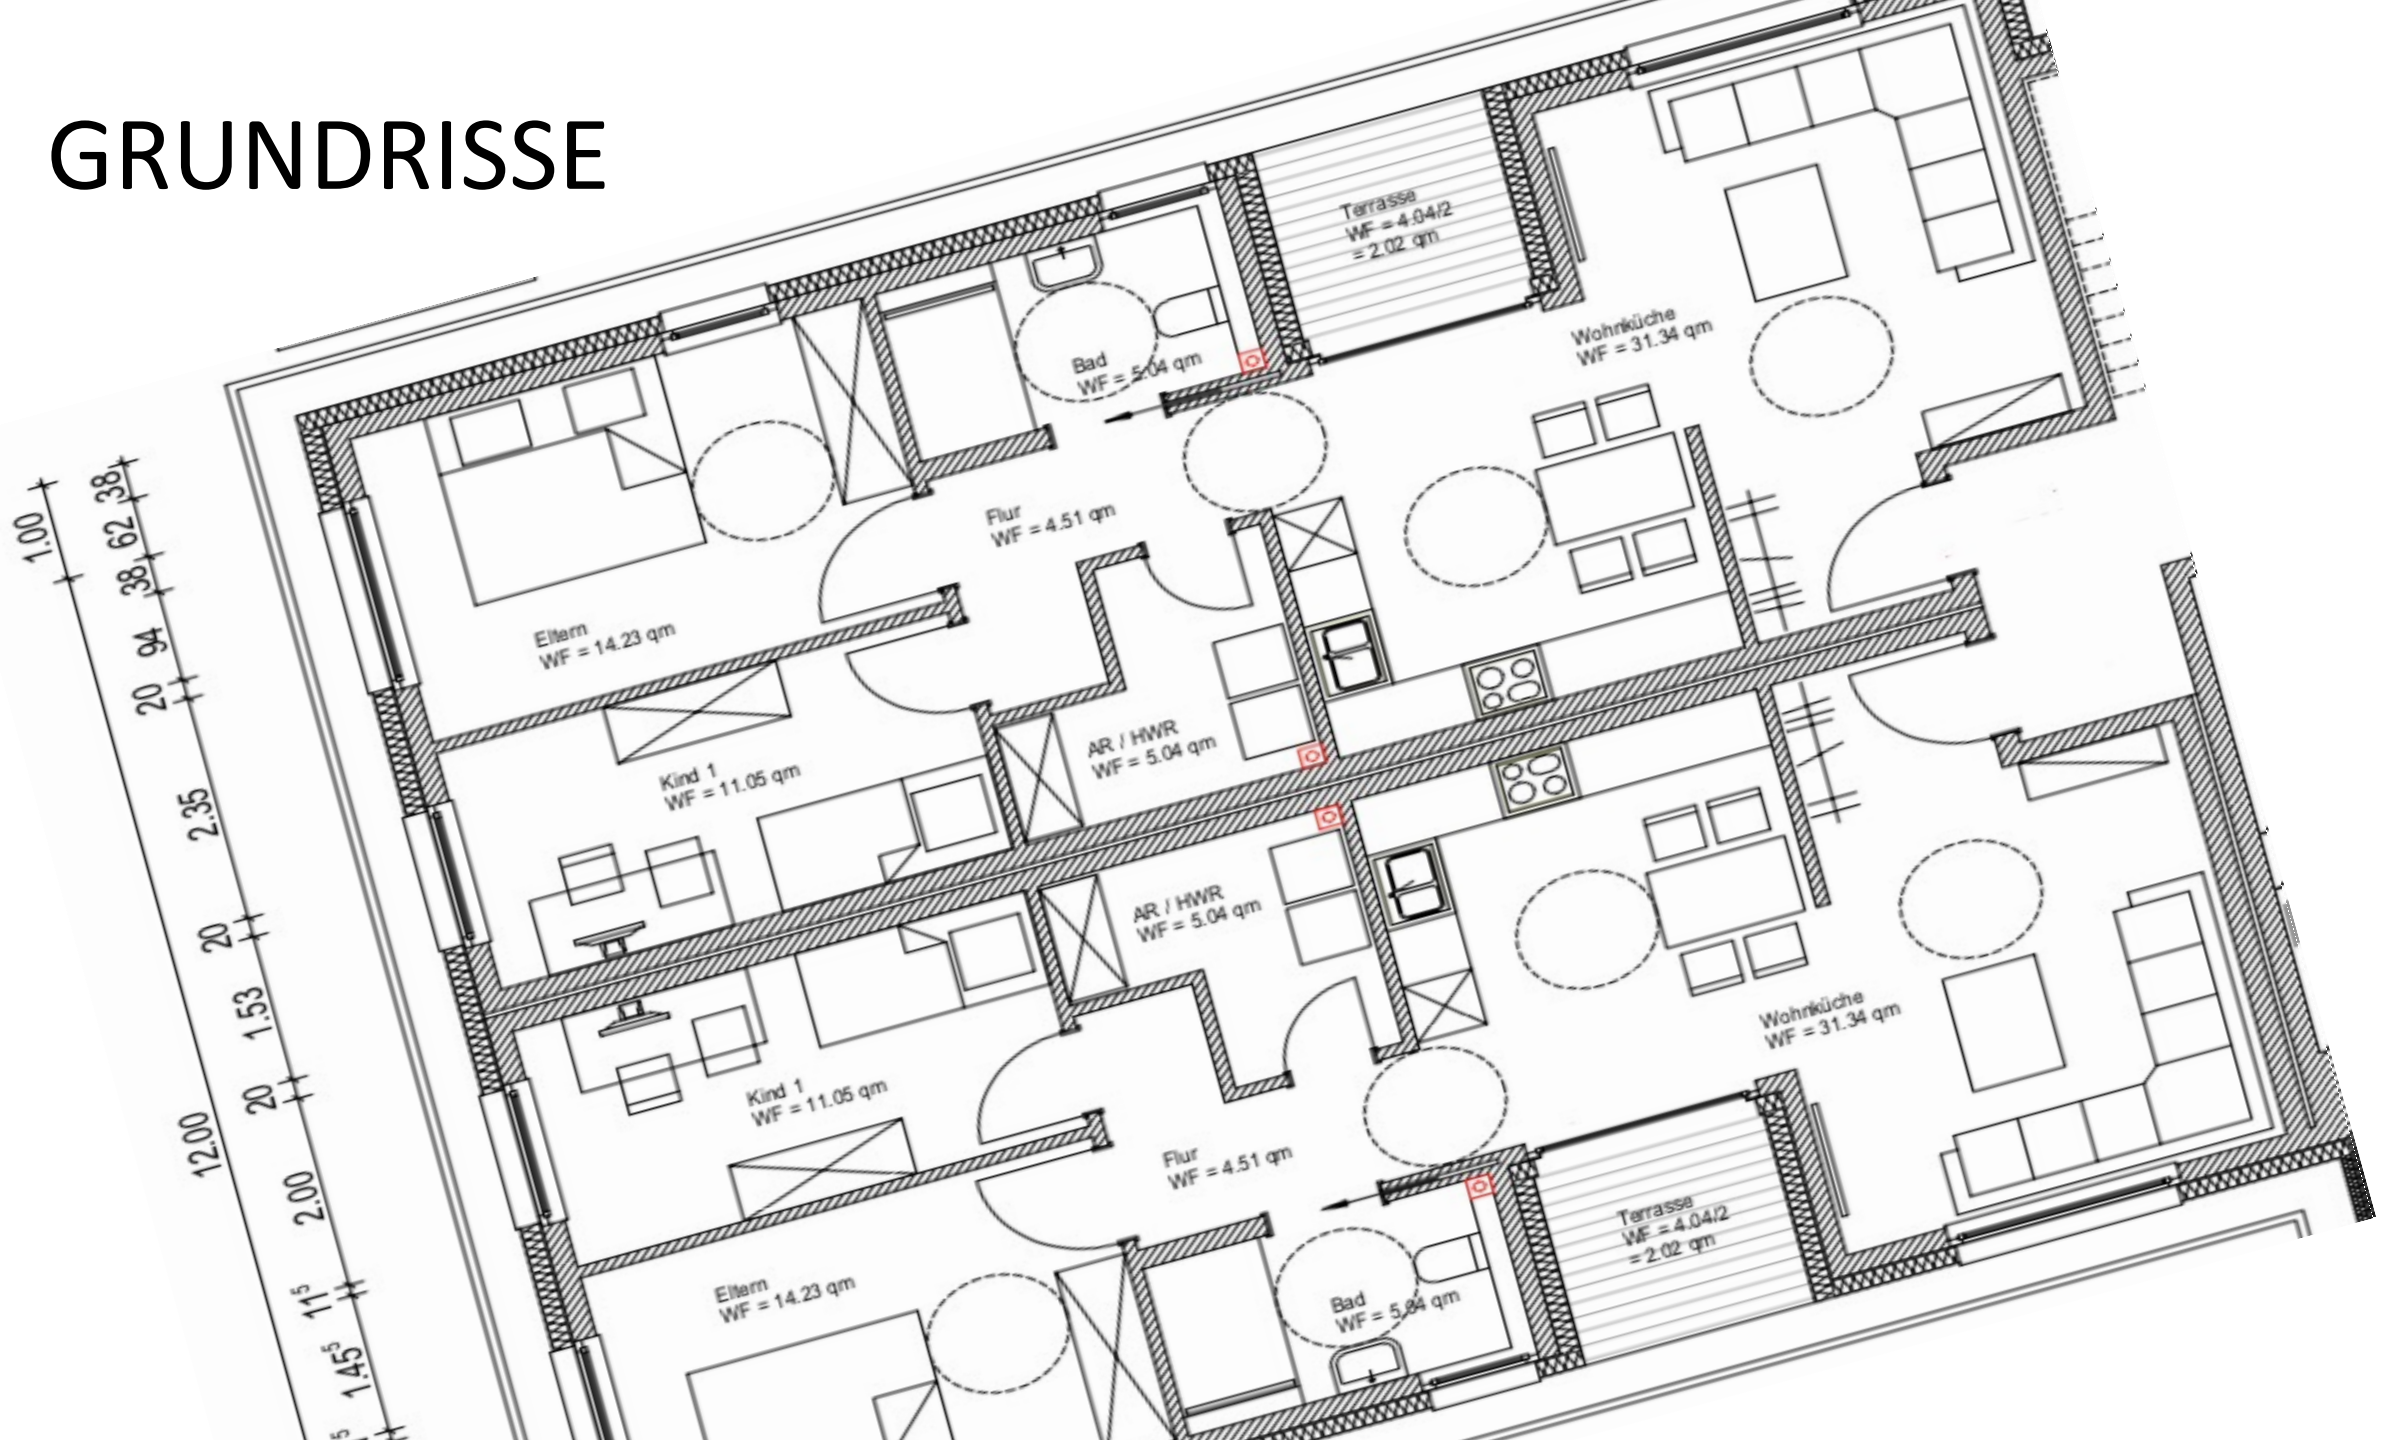 GRUNDRISSE
Terrasse
WF = 4.04/2
= 2.02 qm
Wohnküche
WF = 31.34 qm
Bad
WF = 5.04 qm
Flur
WF = 4.51 qm
Eltern
WF = 14.23 qm
AR / HWR
WF = 5.04 qm
Kind 1
WF = 11.05 qm
AR / HWR
WF = 5.04 qm
Wohnküche
WF = 31.34 qm
Kind 1
WF = 11.05 qm
Flur
WF = 4.51 qm
Terrasse
WF = 4.04/2
= 2.02 qm
Eltern
WF = 14.23 qm
Bad
WF = 5.04 qm
1.00
38
62
38
94
20
2.35
20
1.53
20
12.00
2.00
11⁵
1.45⁵